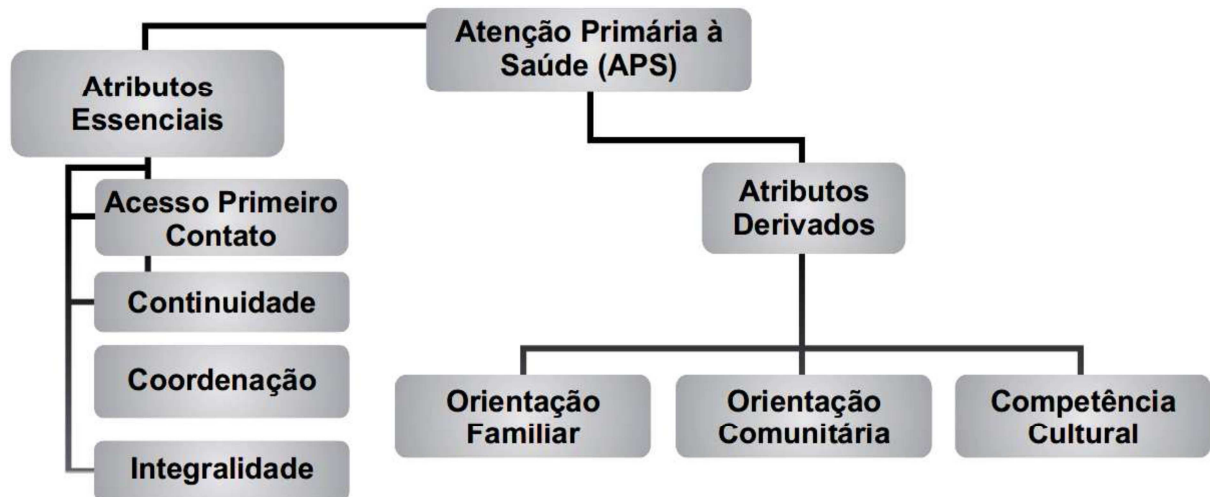 Atenção Primária à
Saúde (APS)
Atributos
Essenciais
Acesso Primeiro
Contato
Continuidade
Coordenação
Integralidade
Atributos
Derivados
Orientação
Familiar
Orientação
Comunitária
Competência
Cultural